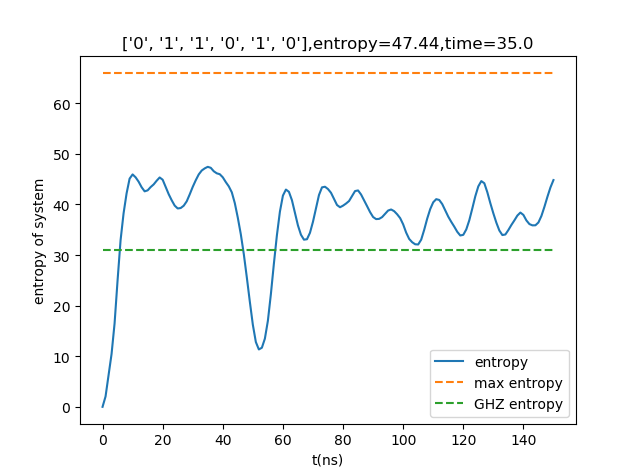 ['0', '1', '1', '0', '1', '0'],entropy=47.44,time=35.0
entropy of system
60
50
40
30
20
10
0
entropy
max entropy
GHZ entropy
0 20 40 60 80 100 120 140
t(ns)